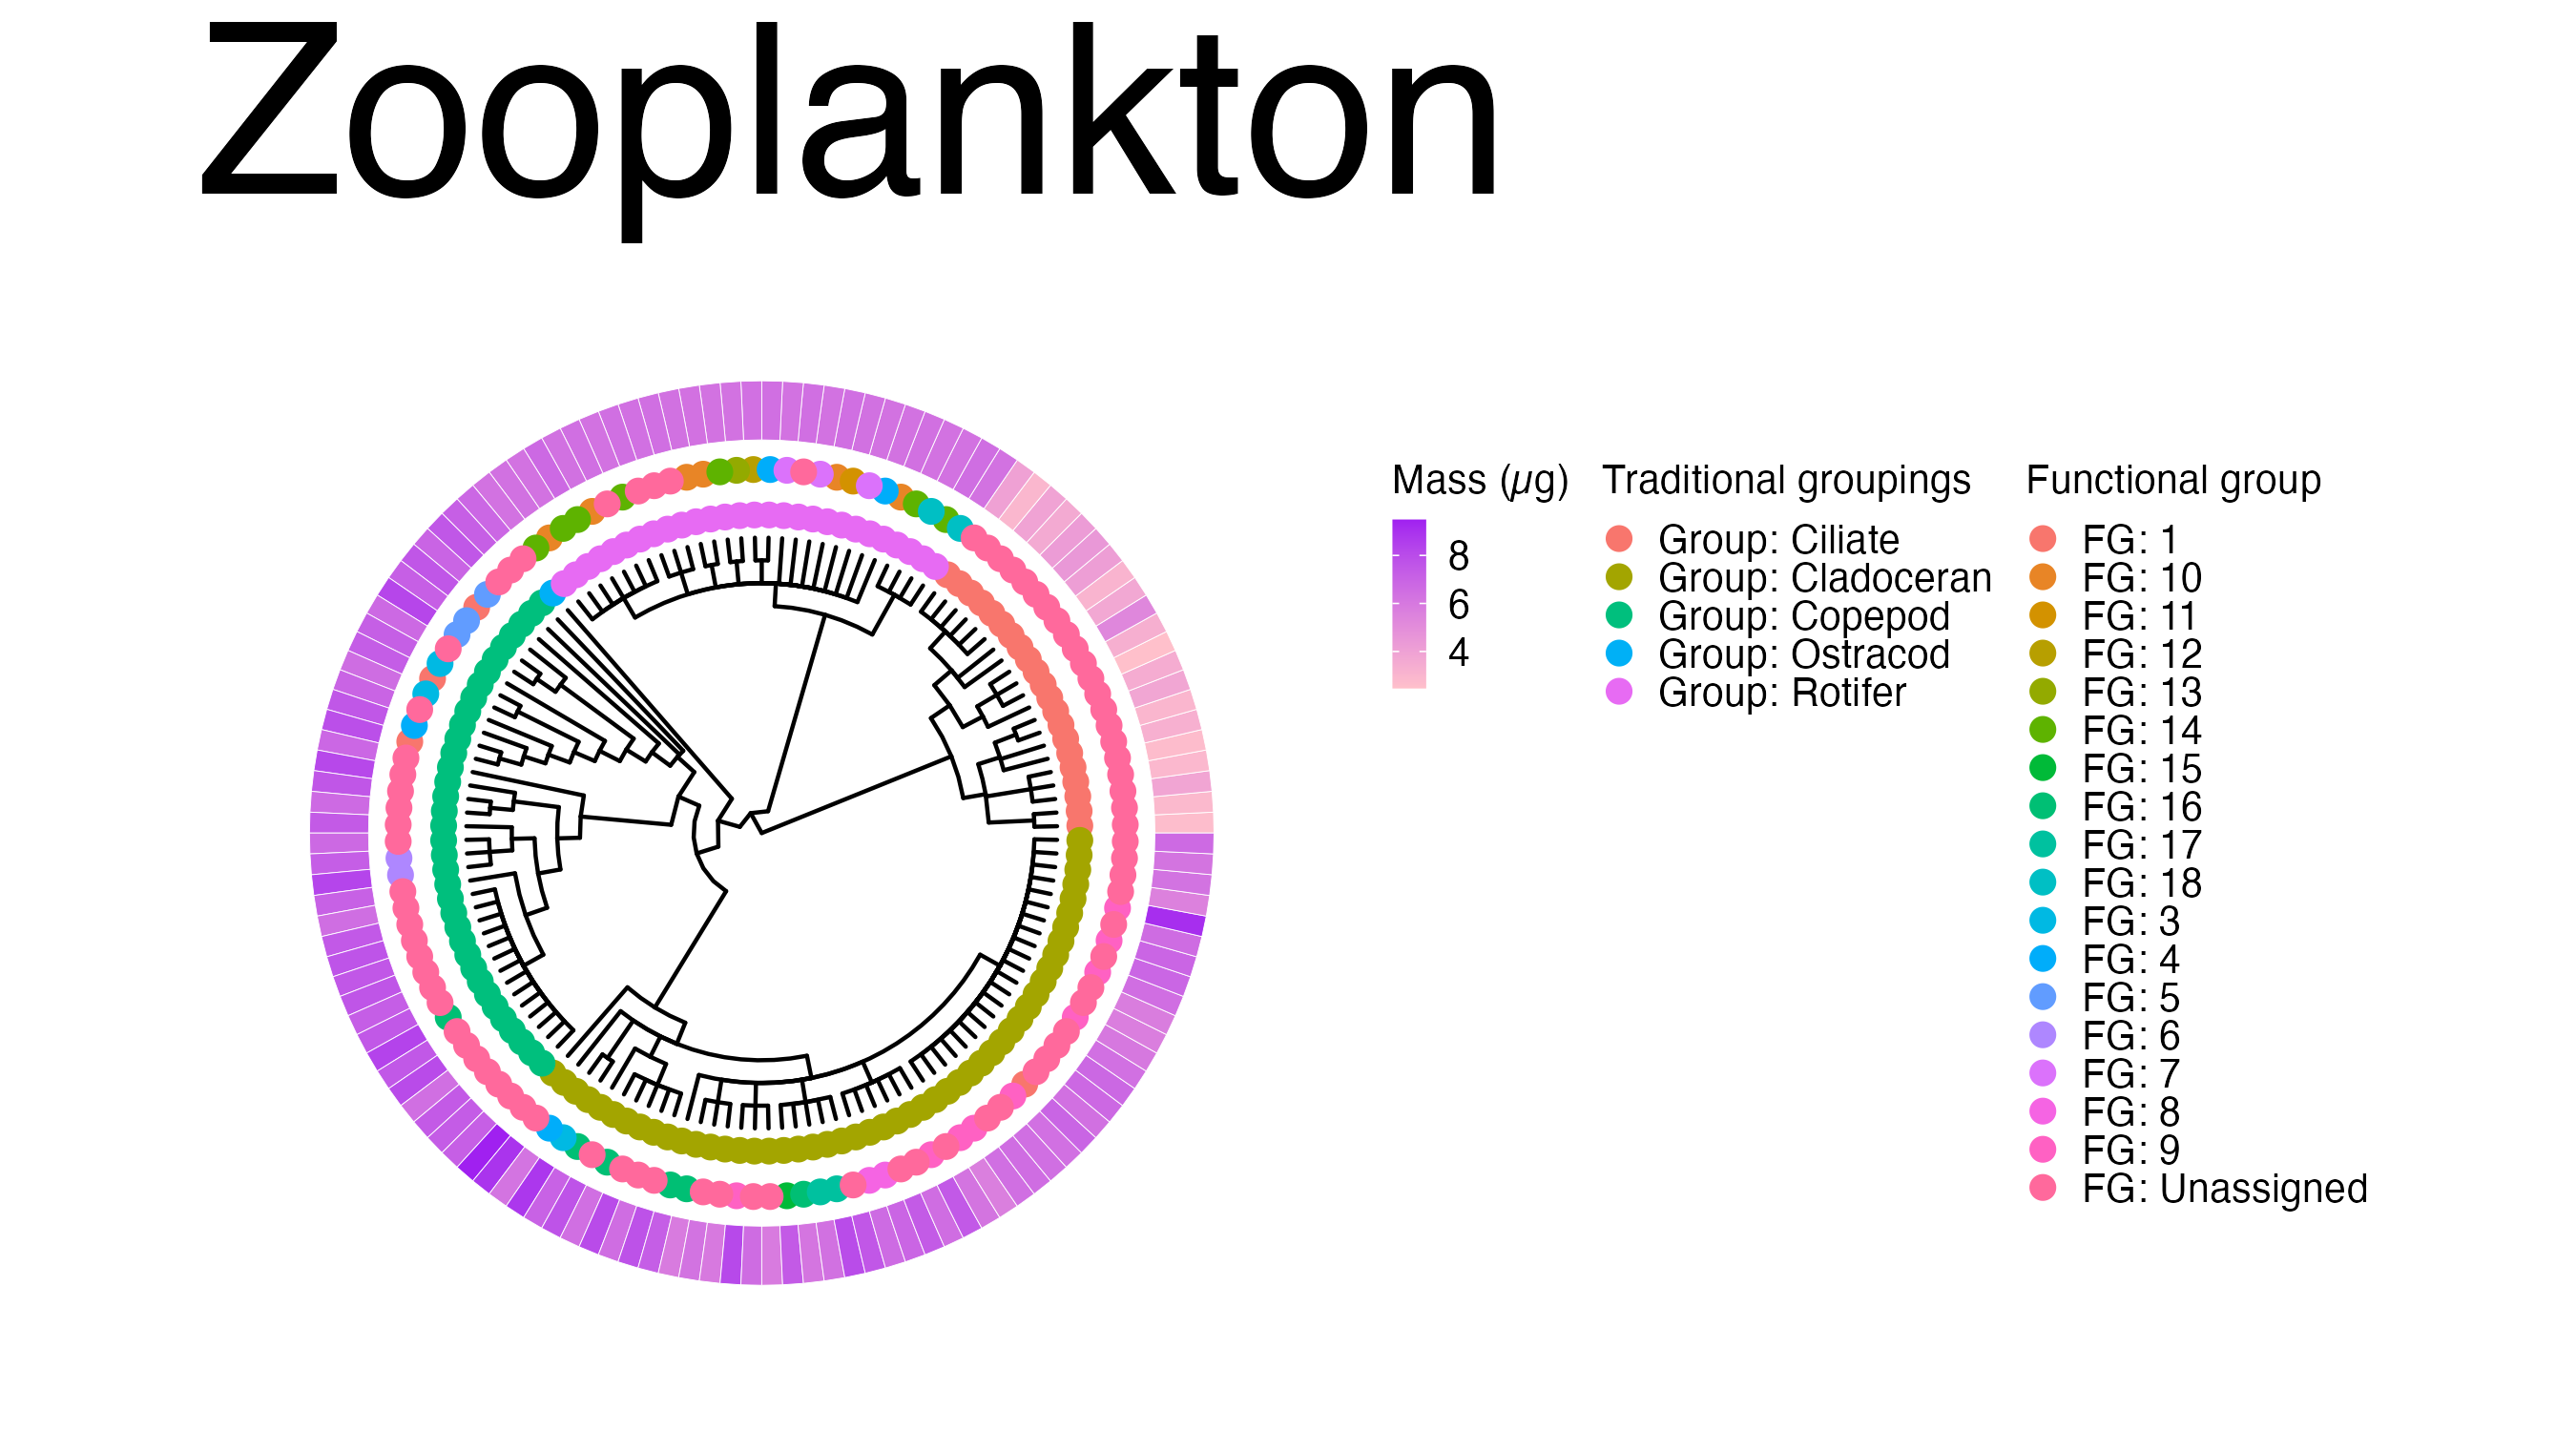 Zooplankton
Mass (µg)
8
6
4
Traditional groupings
Group: Ciliate
Group: Cladoceran
Group: Copepod
Group: Ostracod
Group: Rotifer
Functional group
FG: 1
FG: 10
FG: 11
FG: 12
FG: 13
FG: 14
FG: 15
FG: 16
FG: 17
FG: 18
FG: 3
FG: 4
FG: 5
FG: 6
FG: 7
FG: 8
FG: 9
FG: Unassigned